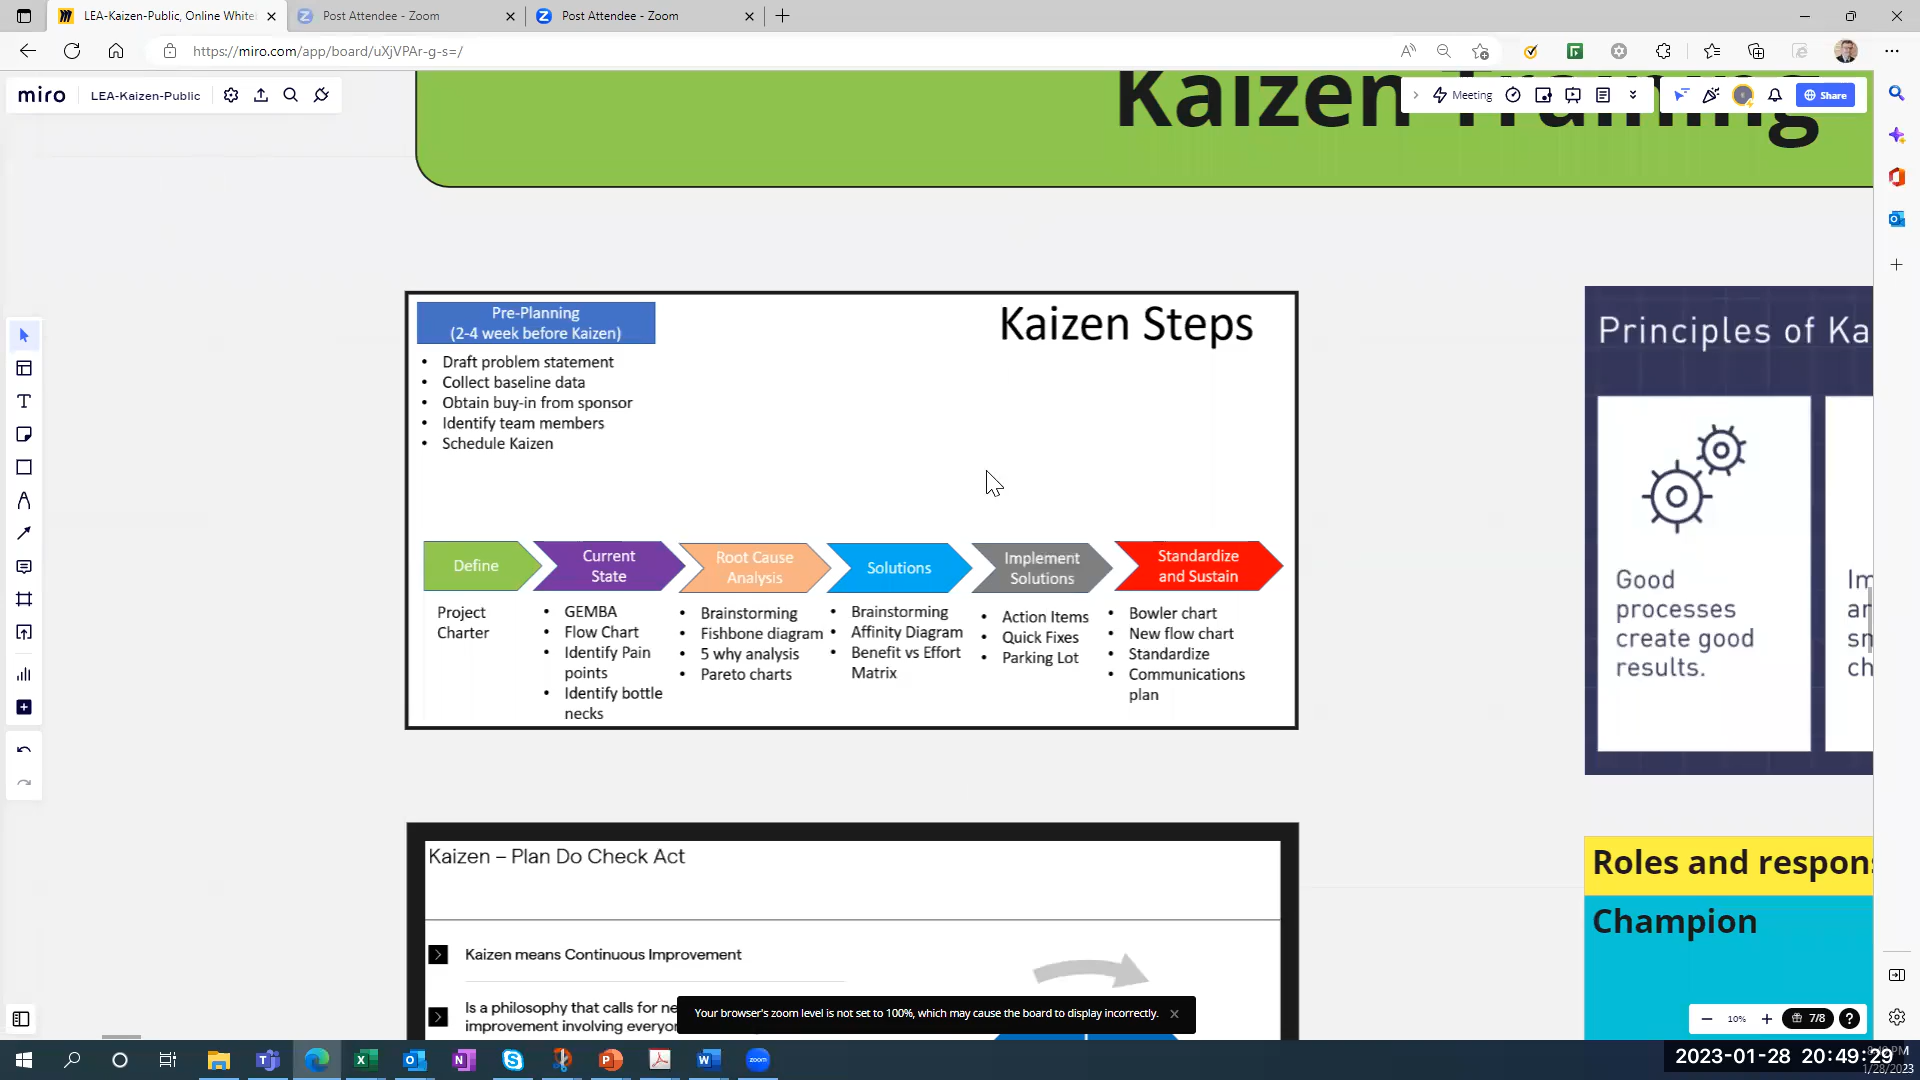 LEA-Kaizen-Public, Online White
Post Attendee - Zoom
Post Attendee - Zoom
https://miro.com/app/board/uXjVPAr-g-s=/
miro
LEA-Kaizen-Public
Meeting
Share
Kaizen Training
Pre-Planning
(2-4 week before Kaizen)
Kaizen Steps
• Draft problem statement
• Collect baseline data
• Obtain buy-in from sponsor
• Identify team members
• Schedule Kaizen
Define
Project
Charter
Current
State
• GEMBA
• Flow Chart
• Identify Pain
points
• Identify bottle
necks
Root Cause
Analysis
• Brainstorming
• Fishbone diagram
• 5 why analysis
• Pareto charts
Solutions
• Brainstorming
• Affinity Diagram
• Benefit vs Effort
Matrix
Implement
Solutions
• Action Items
• Quick Fixes
• Parking Lot
Standardize
and Sustain
• Bowler chart
• New flow chart
• Standardize
• Communications
plan
Principles of Ka
Good
processes
create good
results.
Im
ar
sn
ch
Kaizen – Plan Do Check Act
Kaizen means Continuous Improvement
Is a philosophy that calls for ne
improvement involving everyon
Roles and respons
Champion
Your browser's zoom level is not set to 100%, which may cause the board to display incorrectly.
10%
7/8
2023-01-28 20:49:29
1/28/2023
zoom